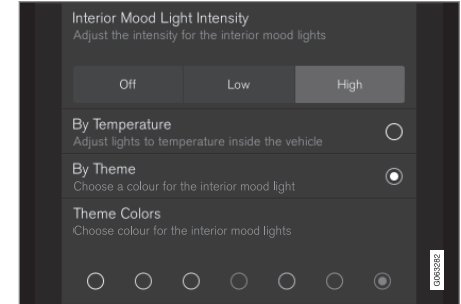 Interior Mood Light Intensity
Adjust the intensity for the interior mood lights
Off Low High
By Temperature
Adjust lights to temperature inside the vehicle
By Theme
Choose a colour for the interior mood light
Theme Colors
Choose colour for the interior mood lights
G063282